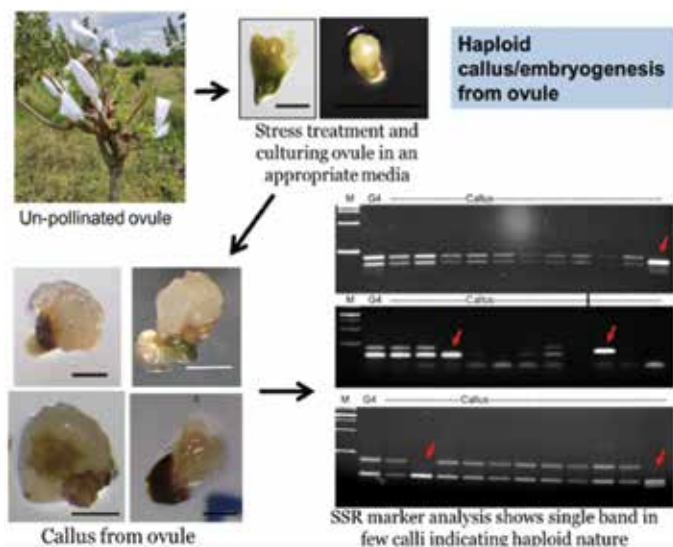 Haploid
callus/embryogenesis
from ovule
Stress treatment and
culturing ovule in an
appropriate media
Un-pollinated ovule
M G4 Callus
M G4 Callus
M G4 Callus
Callus from ovule
SSR marker analysis shows single band in
few calli indicating haploid nature